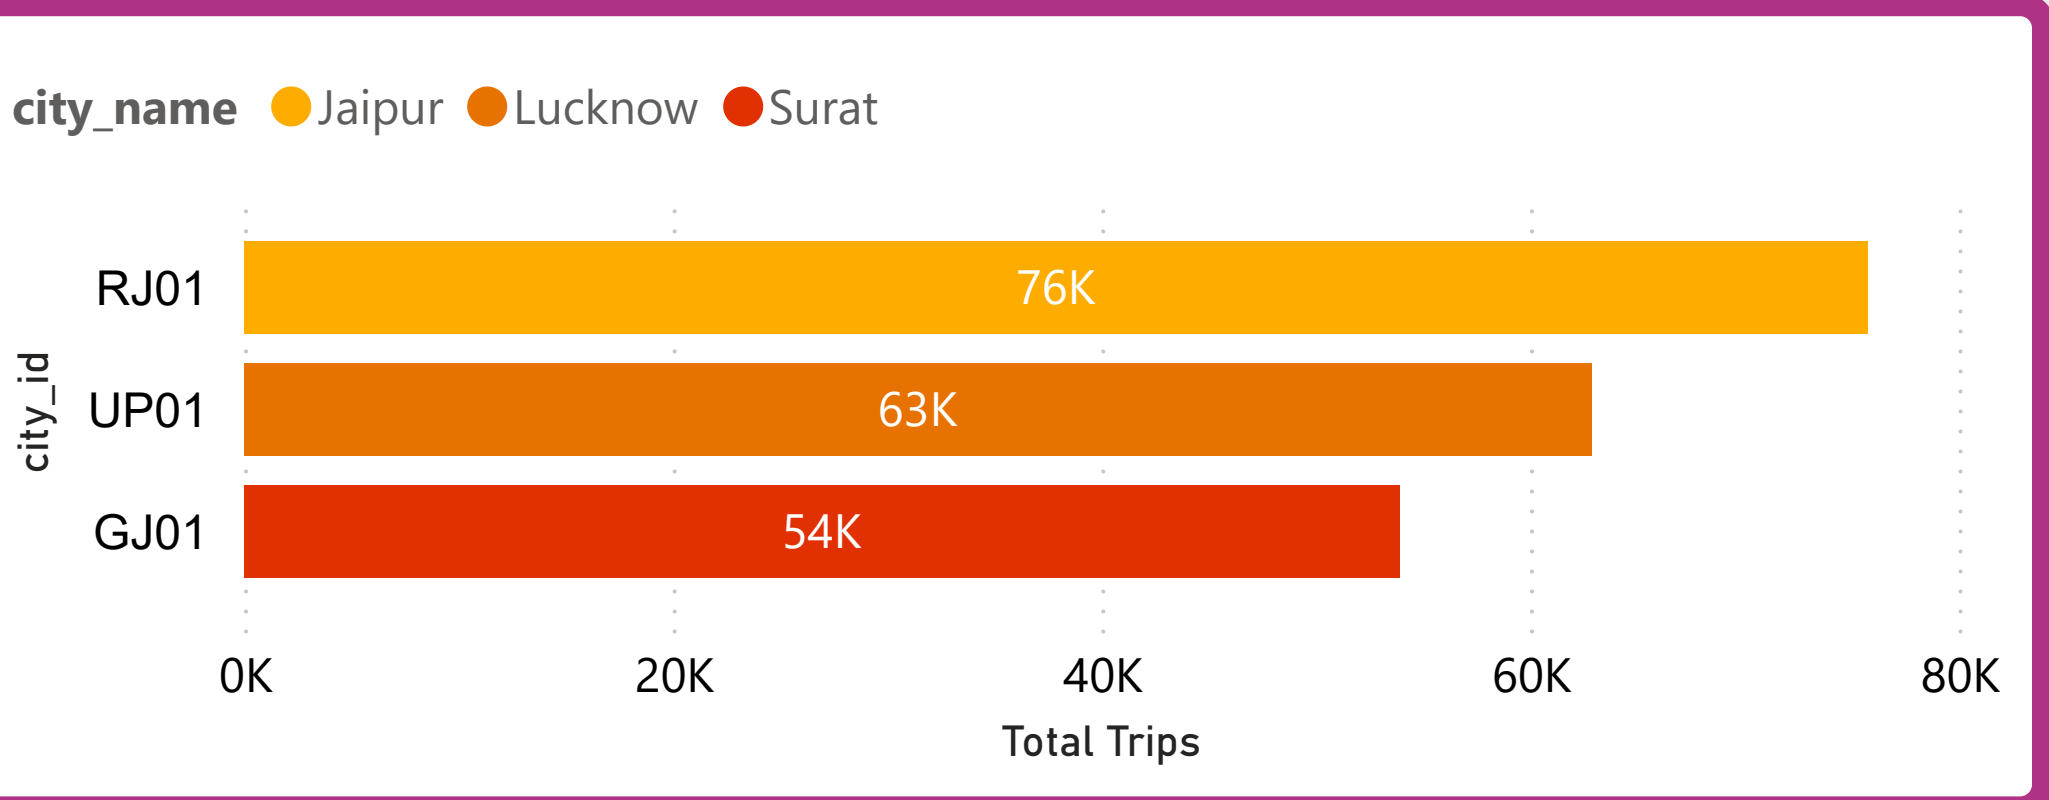 city_name Jaipur Lucknow Surat
RJ01 76K
UP01 63K
GJ01 54K
city_id
0K 20K 40K 60K 80K
Total Trips